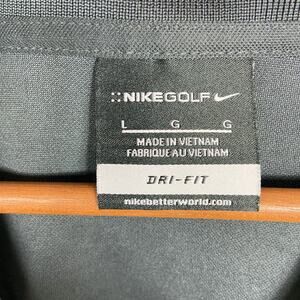 NIKEGOLF
L G G
MADE IN VIETNAM
FABRIQUE AU VIETNAM
DRI-FIT
nikebetterworld.com